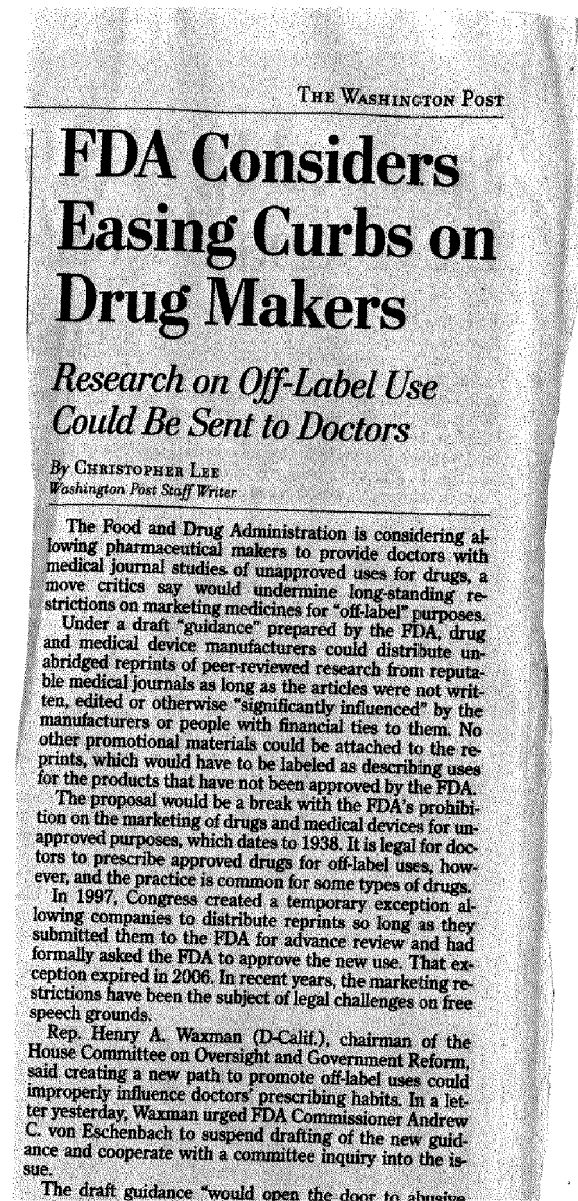 THE WASHINGTON POST
FDA Considers
Easing Curbs on
Drug Makers
Research on Off-Label Use
Could Be Sent to Doctors
By CHRISTOPHER LEE
Washington Post Staff Writer
The Food and Drug Administration is considering al-
lowing pharmaceutical makers to provide doctors with
medical journal studies of unapproved uses for drugs, a
move critics say would undermine long-standing re-
strictions on marketing medicines for "off-label" purposes.
Under a draft "guidance" prepared by the FDA, drug
and medical device manufacturers could distribute un-
abridged reprints of peer-reviewed research from reputa-
ble medical journals as long as the articles were not writ-
ten, edited or otherwise "significantly influenced" by the
manufacturers or people with financial ties to them. No
other promotional materials could be attached to the re-
prints, which would have to be labeled as describing uses
for the products that have not been approved by the FDA.
The proposal would be a break with the FDA's prohibi-
tion on the marketing of drugs and medical devices for un-
approved purposes, which dates to 1938. It is legal for doc-
tors to prescribe approved drugs for off-label uses, how-
ever, and the practice is common for some types of drugs.
In 1997, Congress created a temporary exception al-
lowing companies to distribute reprints so long as they
submitted them to the FDA for advance review and had
formally asked the FDA to approve the new use. That ex-
ception expired in 2006. In recent years, the marketing re-
strictions have been the subject of legal challenges on free
speech grounds.
Rep. Henry A. Waxman (D-Calif.), chairman of the
House Committee on Oversight and Government Reform,
said creating a new path to promote off-label uses could
improperly influence doctors' prescribing habits. In a let-
ter yesterday, Waxman urged FDA Commissioner Andrew
C. von Eschenbach to suspend drafting of the new guid-
ance and cooperate with a committee inquiry into the is-
sue.
The draft guidance "would open the door to abusive